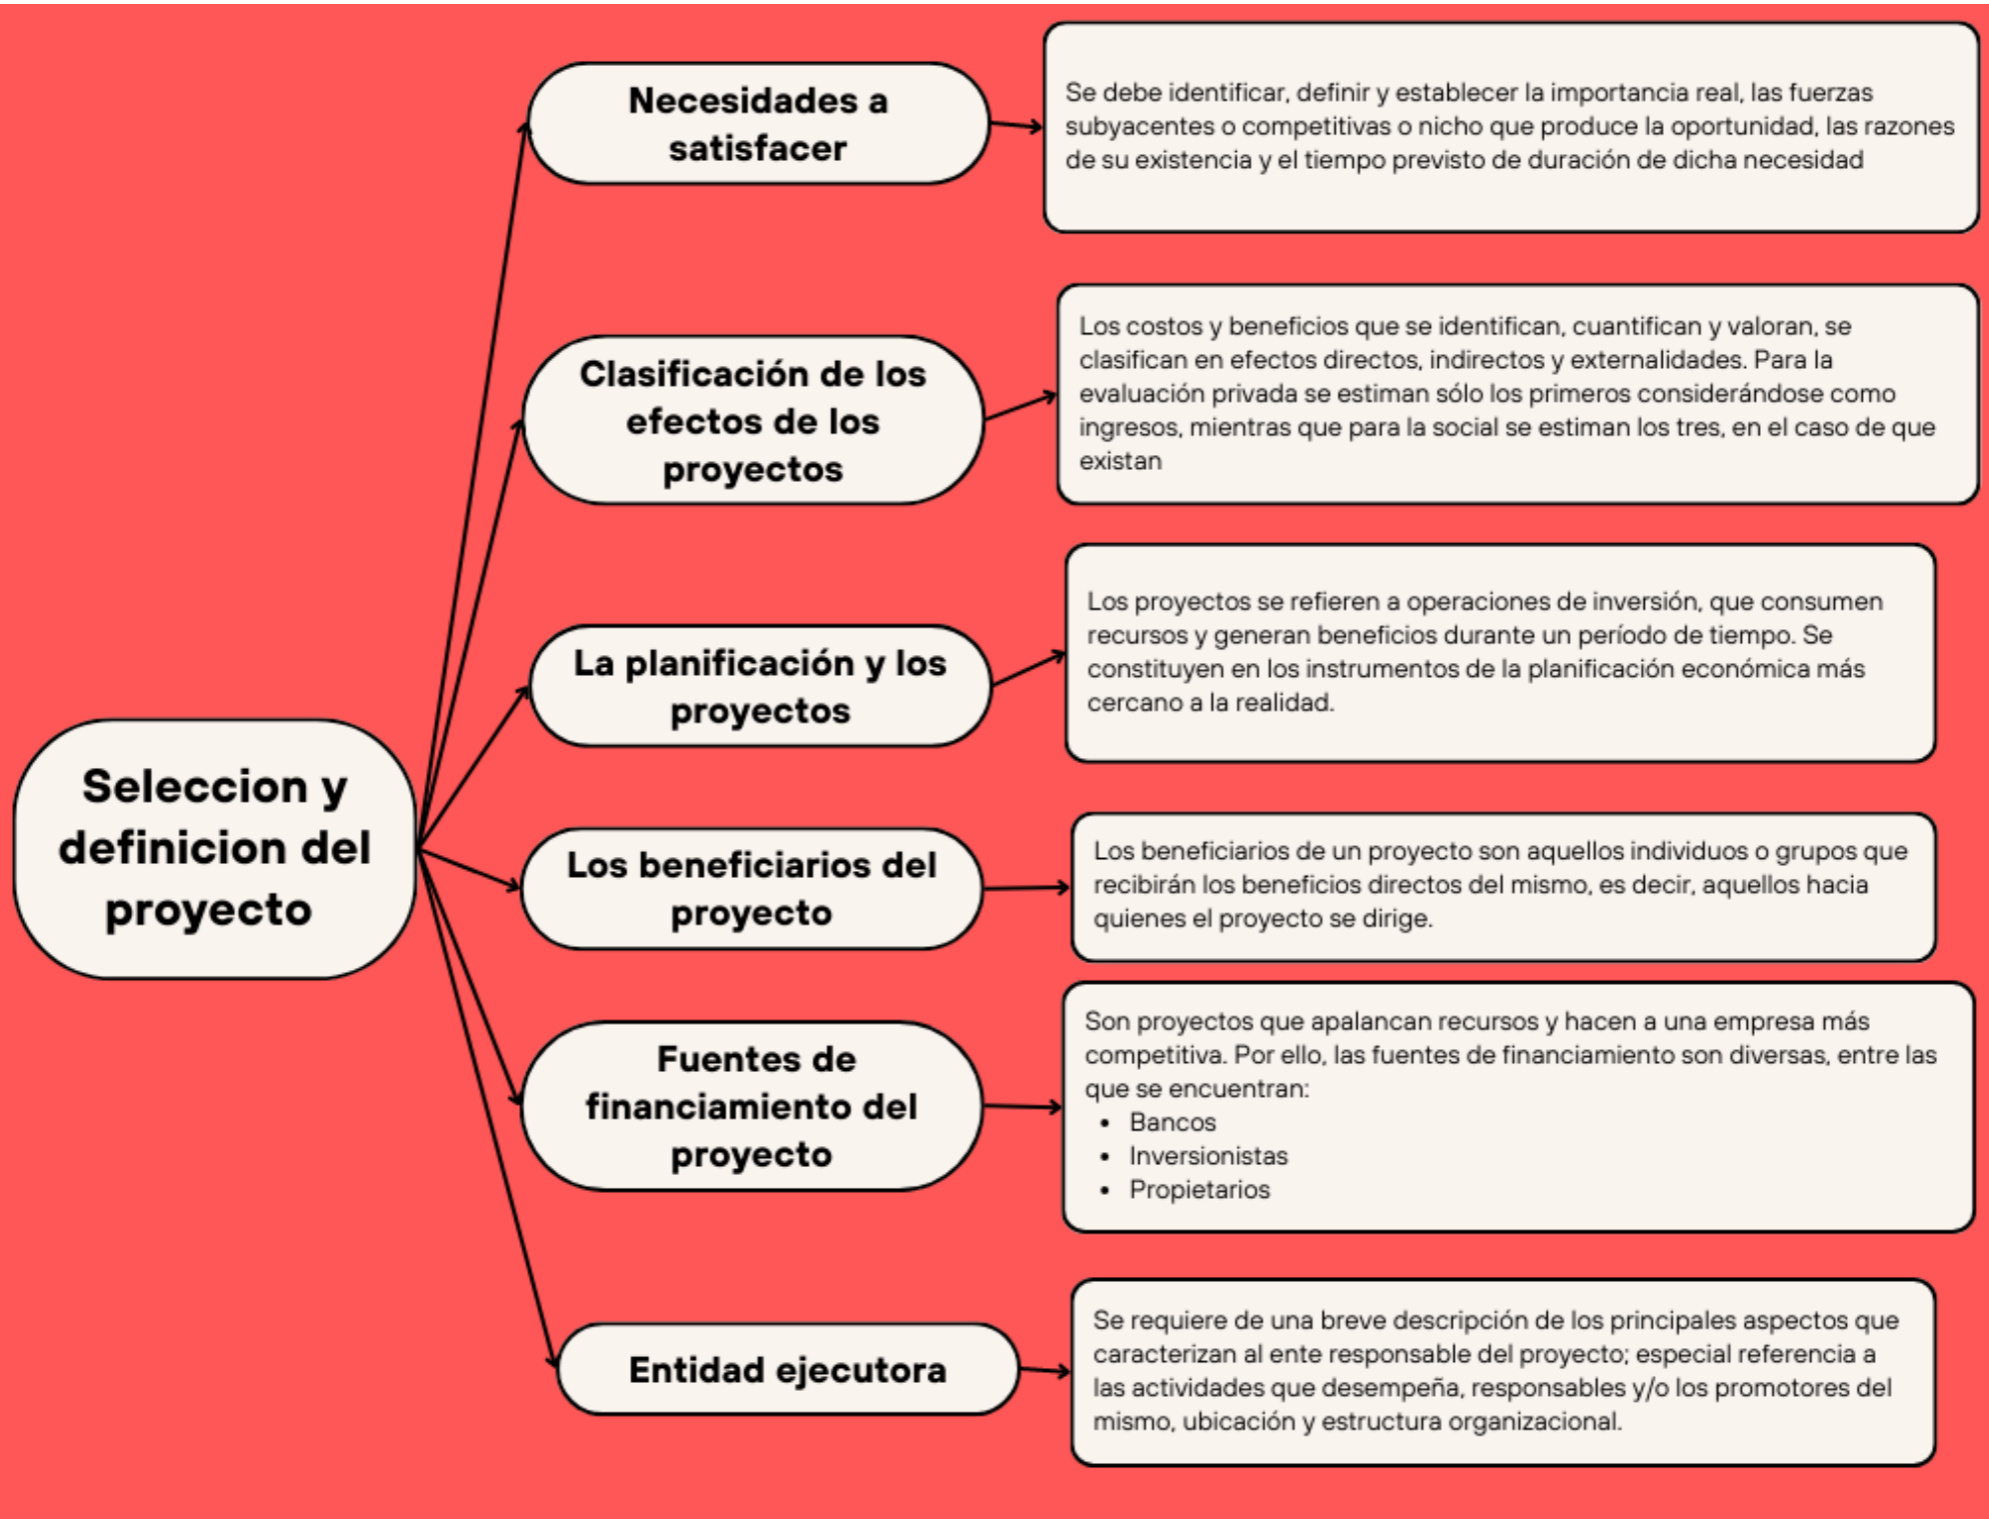 Seleccion y
definicion del
proyecto
Necesidades a
satisfacer
Se debe identificar, definir y establecer la importancia real, las fuerzas
subyacentes o competitivas o nicho que produce la oportunidad, las razones
de su existencia y el tiempo previsto de duración de dicha necesidad
Clasificación de los
efectos de los
proyectos
Los costos y beneficios que se identifican, cuantifican y valoran, se
clasifican en efectos directos, indirectos y externalidades. Para la
evaluación privada se estiman sólo los primeros considerándose como
ingresos, mientras que para la social se estiman los tres, en el caso de que
existan
La planificación y los
proyectos
Los proyectos se refieren a operaciones de inversión, que consumen
recursos y generan beneficios durante un período de tiempo. Se
constituyen en los instrumentos de la planificación económica más
cercano a la realidad.
Los beneficiarios del
proyecto
Los beneficiarios de un proyecto son aquellos individuos o grupos que
recibirán los beneficios directos del mismo, es decir, aquellos hacia
quienes el proyecto se dirige.
Fuentes de
financiamiento del
proyecto
Son proyectos que apalancan recursos y hacen a una empresa más
competitiva. Por ello, las fuentes de financiamiento son diversas, entre las
que se encuentran:
• Bancos
• Inversionistas
• Propietarios
Entidad ejecutora
Se requiere de una breve descripción de los principales aspectos que
caracterizan al ente responsable del proyecto; especial referencia a
las actividades que desempeña, responsables y/o los promotores del
mismo, ubicación y estructura organizacional.